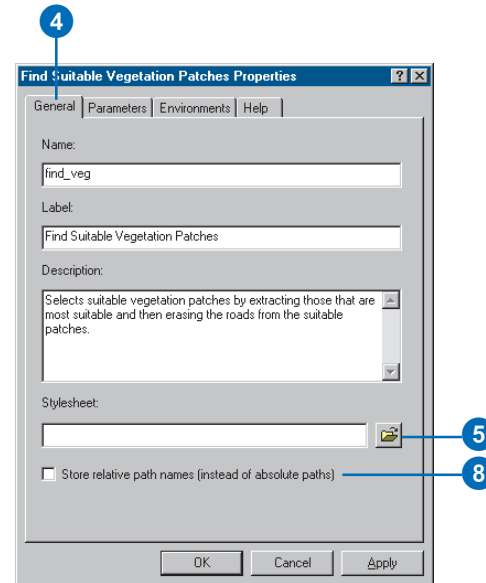 4
Find Suitable Vegetation Patches Properties
General Parameters Environments Help
Name:
find_veg
Label:
Find Suitable Vegetation Patches
Description:
Selects suitable vegetation patches by extracting those that are
most suitable and then erasing the roads from the suitable
patches.
Stylesheet:
5
Store relative path names (instead of absolute paths)
8
OK Cancel Apply